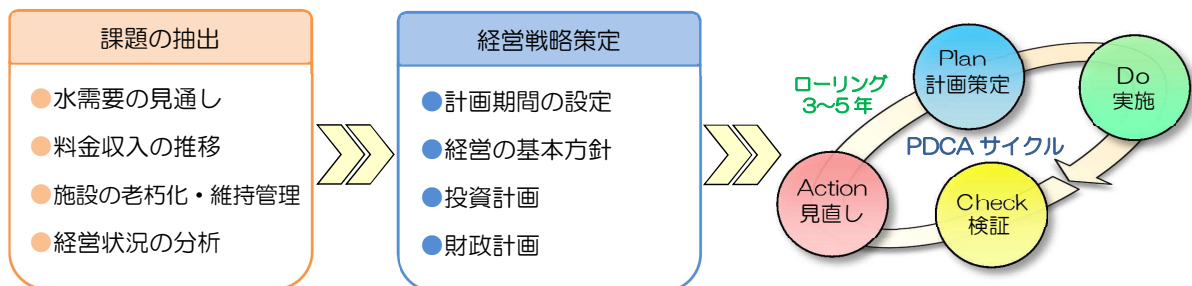 課題の抽出
●水需要の見通し
●料金収入の推移
●施設の老朽化・維持管理
●経営状況の分析
経営戦略策定
●計画期間の設定
●経営の基本方針
●投資計画
●財政計画
ローリング
3～5年
Plan
計画策定
Do
実施
PDCA サイクル
Action
見直し
Check
検証